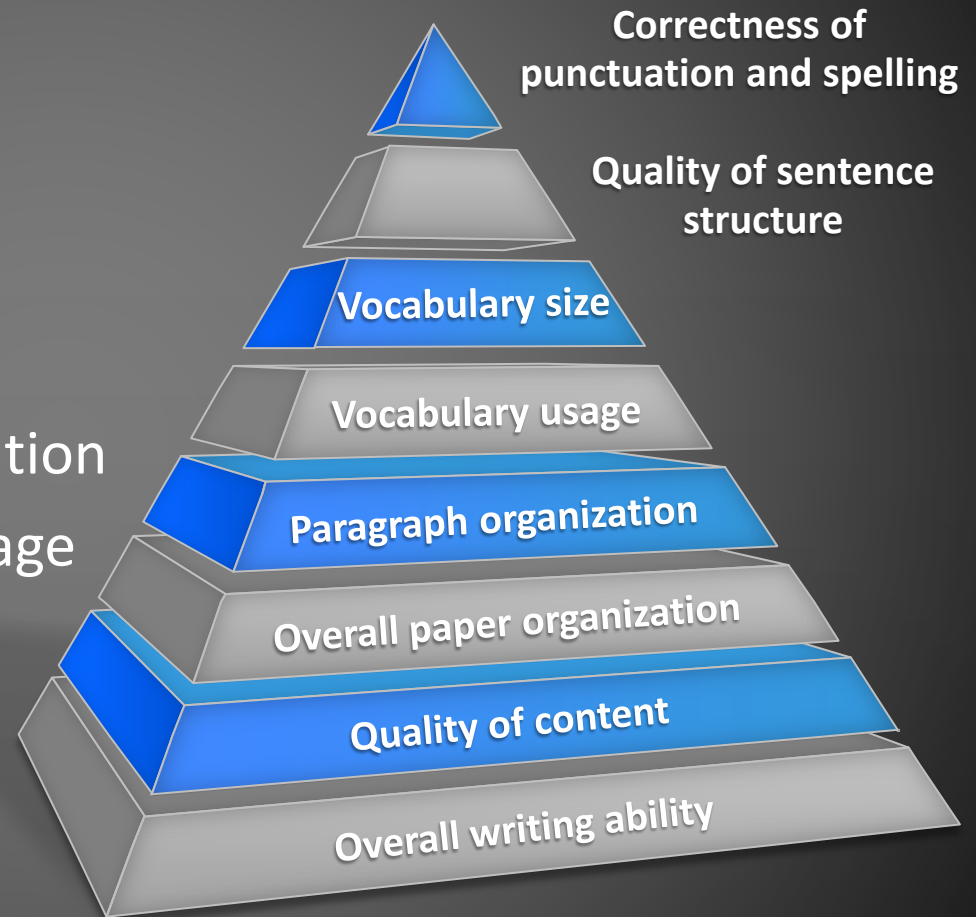 Correctness of
punctuation and spelling
Quality of sentence
structure
Vocabulary size
Vocabulary usage
tion
Paragraph organization
age
Overall paper organization
Quality of content
Overall writing ability